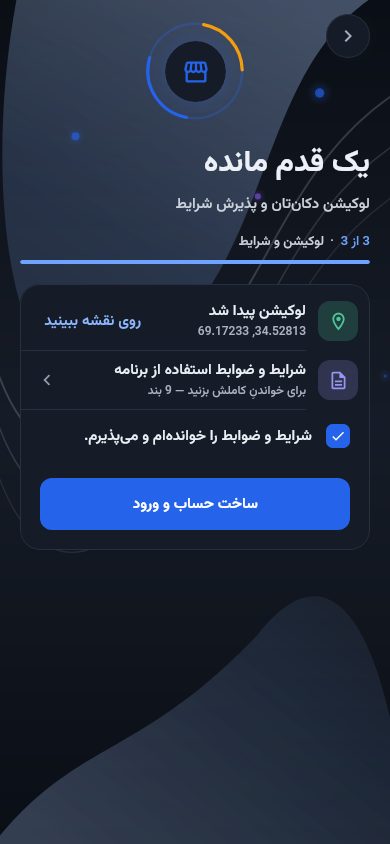 یک قدم مانده
لوکیشن دکان‌تان و پذیرش شرایط
3 از 3 · لوکیشن و شرایط
لوکیشن پیدا شد
روی نقشه ببینید
34.52813, 69.17233
شرایط و ضوابط استفاده از برنامه
برای خواندنِ کاملش بزنید — 9 بند
شرایط و ضوابط را خوانده‌ام و می‌پذیرم.
ساخت حساب و ورود